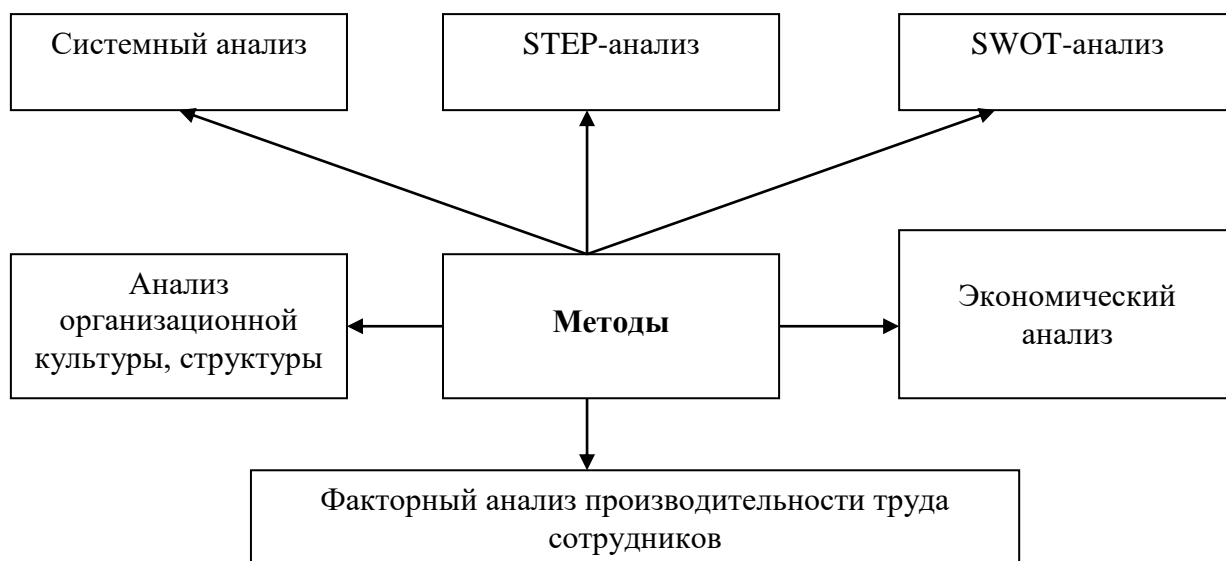 Системный анализ
STEP-анализ
SWOT-анализ
Анализ
организационной
культуры, структуры
Методы
Экономический
анализ
Факторный анализ производительности труда
сотрудников